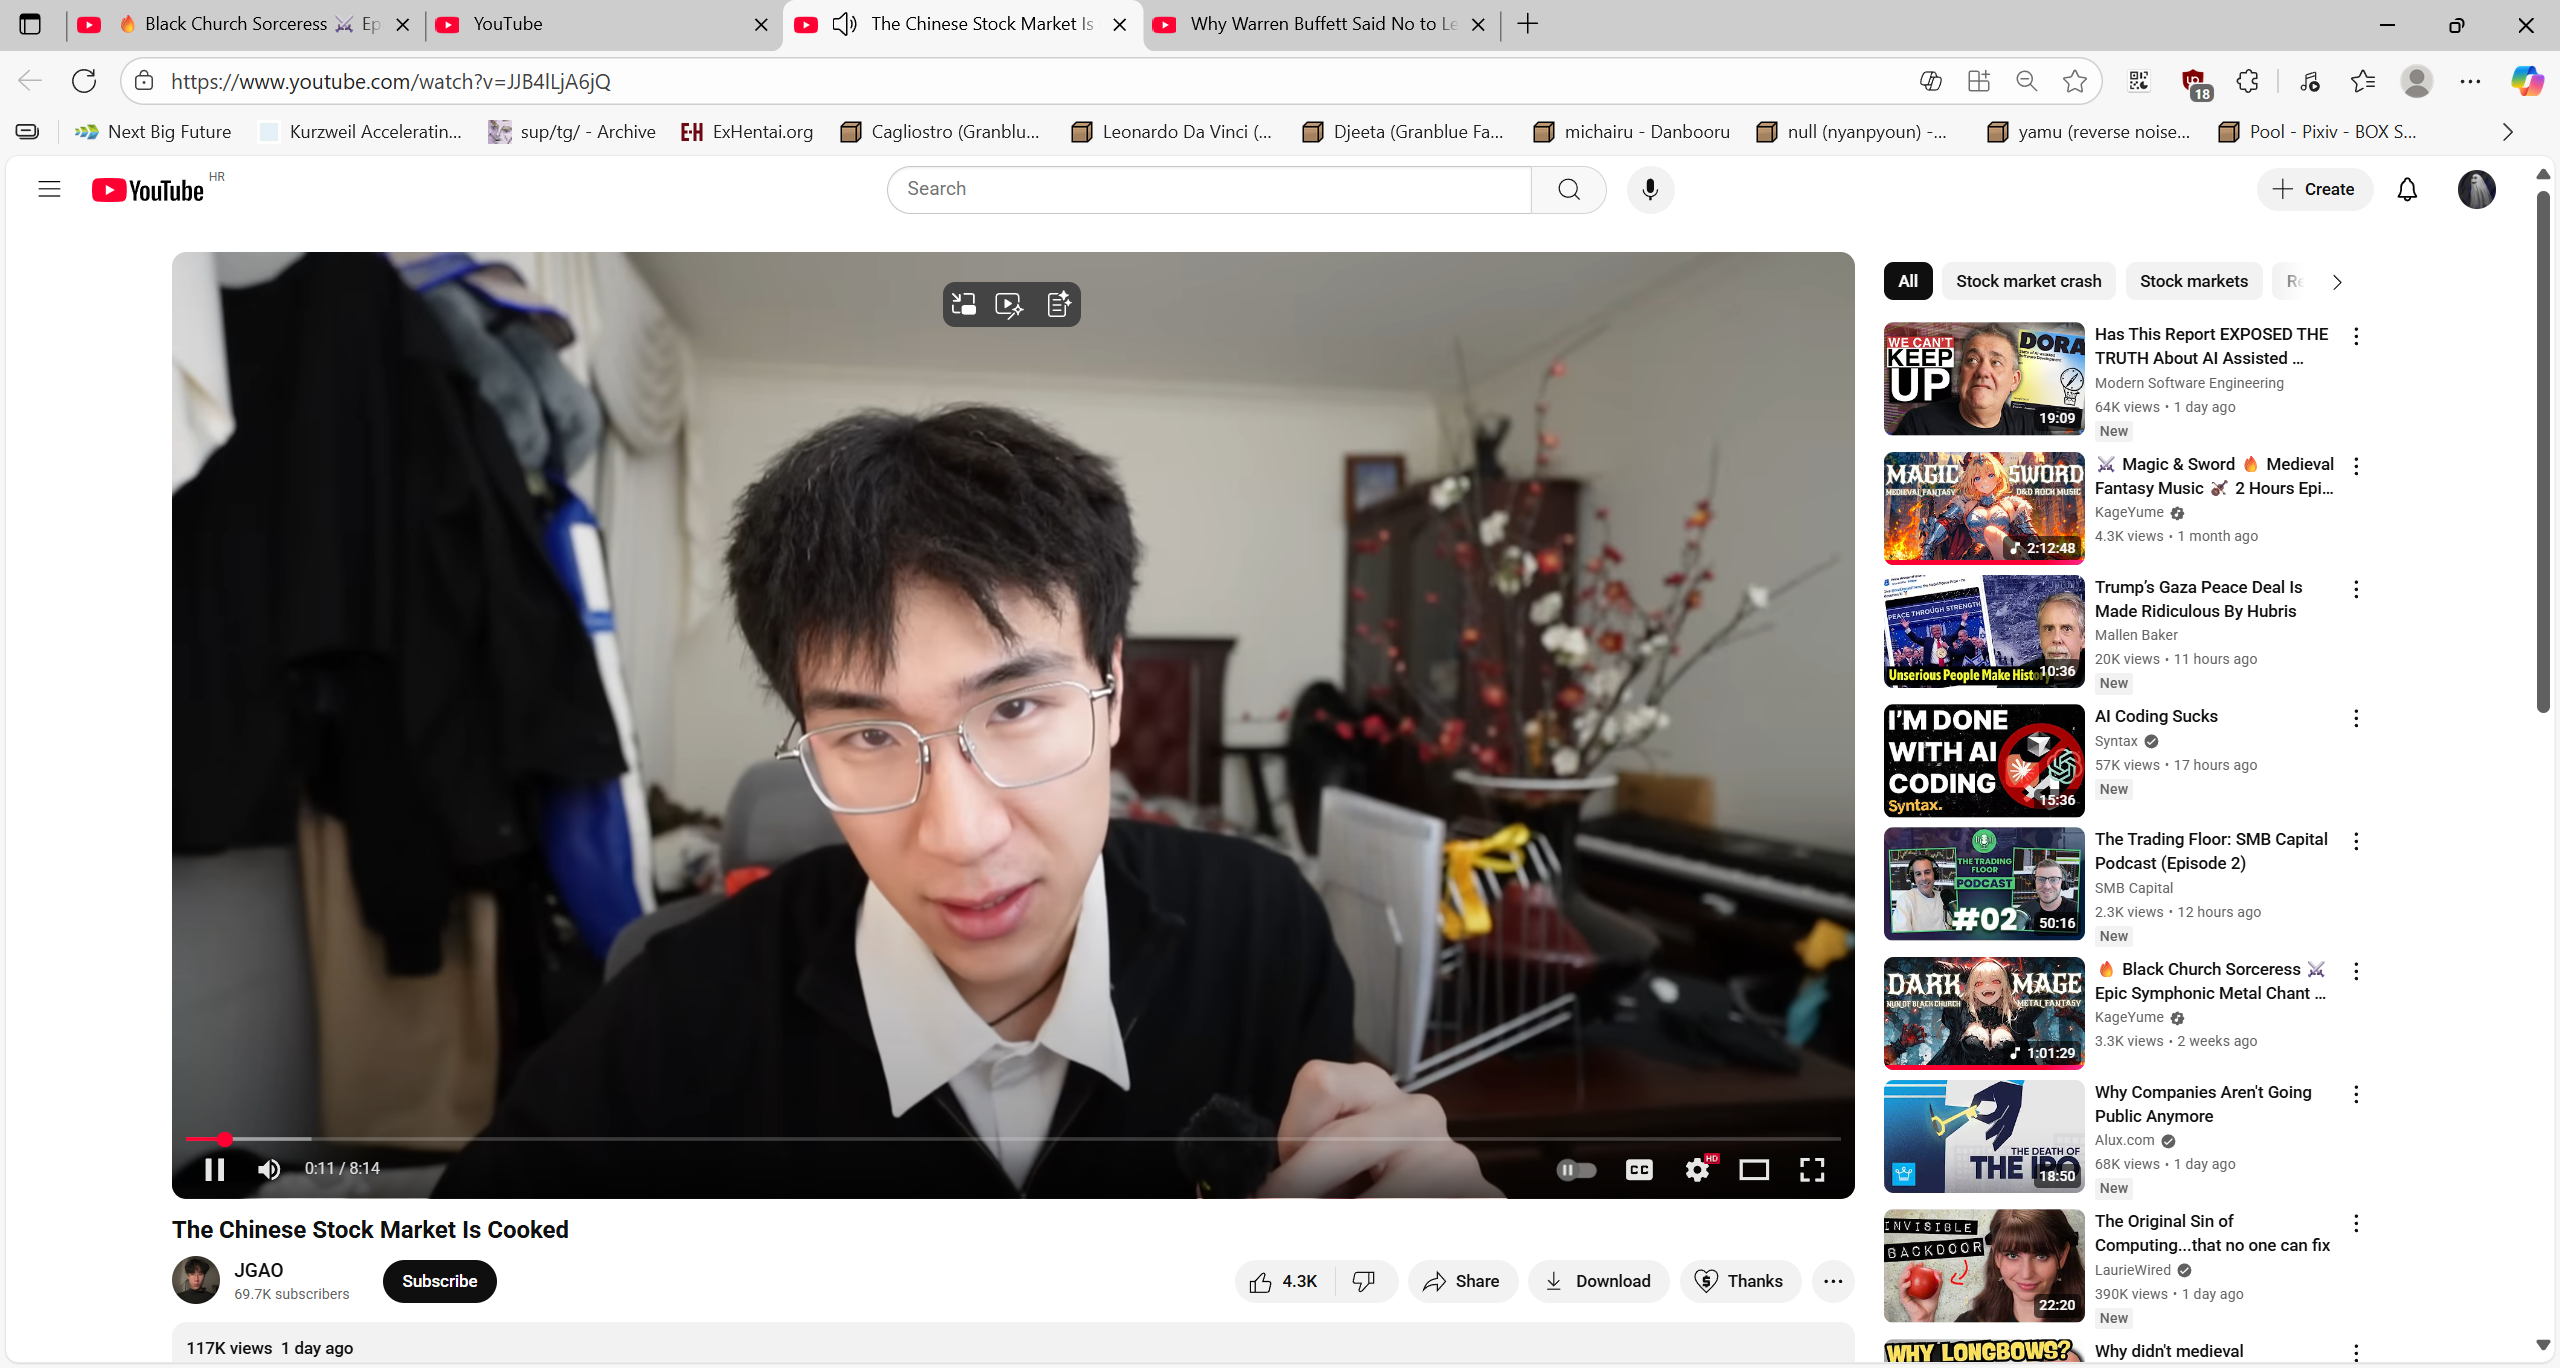 🔥 Black Church Sorceress ⚔️ Ep
YouTube
The Chinese Stock Market Is
Why Warren Buffett Said No to Le
https://www.youtube.com/watch?v=JJB4lLjA6jQ
18
Next Big Future
Kurzweil Acceleratin...
sup/tg/ - Archive
EH ExHentai.org
Cagliostro (Granblu...
Leonardo Da Vinci (...
Djeeta (Granblue Fa...
michairu - Danbooru
null (nyanpyoun) -...
yamu (reverse noise...
Pool - Pixiv - BOX S...
YouTube HR
Search
Create
All
Stock market crash
Stock markets
Re
WE CAN'T
KEEP
UP
DORA
19:09
Has This Report EXPOSED THE
TRUTH About AI Assisted ...
Modern Software Engineering
64K views • 1 day ago
New
MAGIC SWORD
MEDIEVAL FANTASY D&D ROCK MUSIC
2:12:48
⚔️ Magic & Sword 🔥 Medieval
Fantasy Music 🎻 2 Hours Epi...
KageYume
4.3K views • 1 month ago
PEACE THROUGH STRENGTH
Unserious People Make Histor
10:36
Trump’s Gaza Peace Deal Is
Made Ridiculous By Hubris
Mallen Baker
20K views • 11 hours ago
New
I'M DONE
WITH AI
CODING
Syntax.
15:36
AI Coding Sucks
Syntax
57K views • 17 hours ago
New
THE TRADING
FLOOR
PODCAST
#02
50:16
The Trading Floor: SMB Capital
Podcast (Episode 2)
SMB Capital
2.3K views • 12 hours ago
New
DARK MAGE
NUN OF BLACK CHURCH METAL FANTASY
1:01:29
🔥 Black Church Sorceress ⚔️
Epic Symphonic Metal Chant ...
KageYume
3.3K views • 2 weeks ago
THE DEATH OF
THE IPO
18:50
Why Companies Aren't Going
Public Anymore
Alux.com
68K views • 1 day ago
New
INVISIBLE
BACKDOOR
22:20
The Original Sin of
Computing...that no one can fix
LaurieWired
390K views • 1 day ago
New
WHY LONGBOWS?
Why didn't medieval
0:11 / 8:14
CC
HD
The Chinese Stock Market Is Cooked
JGAO
69.7K subscribers
Subscribe
4.3K
Share
Download
Thanks
117K views 1 day ago